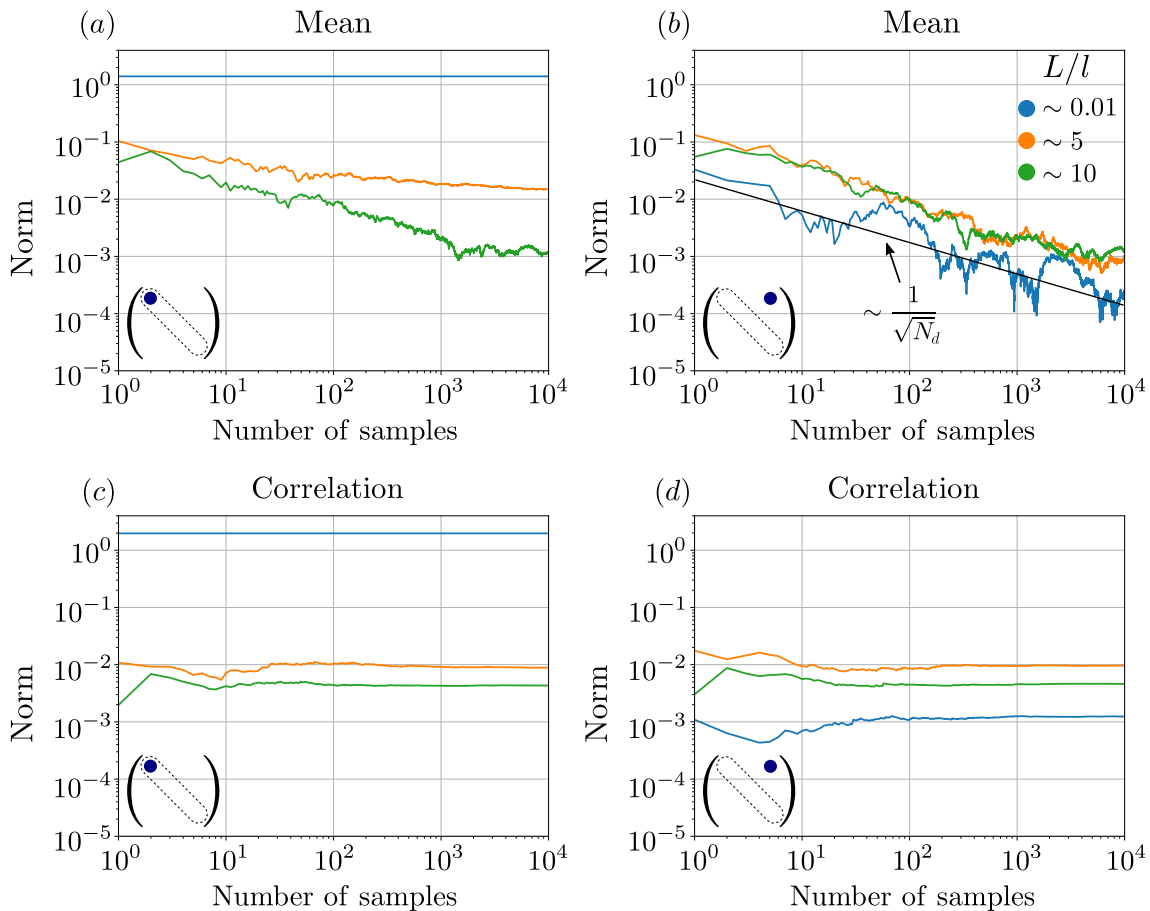 (a) Mean
10^0
10^{-1}
10^{-2}
10^{-3}
10^{-4}
10^{-5}
Norm
10^0 10^1 10^2 10^3 10^4
Number of samples
(b) Mean
L/l
~ 0.01
~ 5
~ 10
10^0
10^{-1}
10^{-2}
10^{-3}
10^{-4}
10^{-5}
Norm
~ 1/√N_d
10^0 10^1 10^2 10^3 10^4
Number of samples
(c) Correlation
10^0
10^{-1}
10^{-2}
10^{-3}
10^{-4}
10^{-5}
Norm
10^0 10^1 10^2 10^3 10^4
Number of samples
(d) Correlation
10^0
10^{-1}
10^{-2}
10^{-3}
10^{-4}
10^{-5}
Norm
10^0 10^1 10^2 10^3 10^4
Number of samples